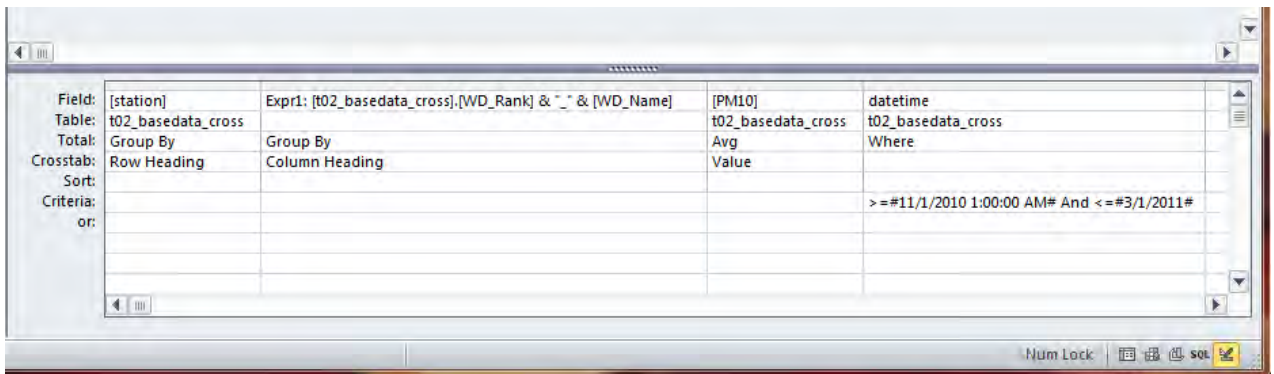 Field: [station] Expr1: [t02_basedata_cross].[WD_Rank] & "_" & [WD_Name] [PM10] datetime
Table: t02_basedata_cross t02_basedata_cross t02_basedata_cross
Total: Group By Group By Avg Where
Crosstab: Row Heading Column Heading Value
Sort:
Criteria: >=#11/1/2010 1:00:00 AM# And <=#3/1/2011#
or:
Num Lock SQL